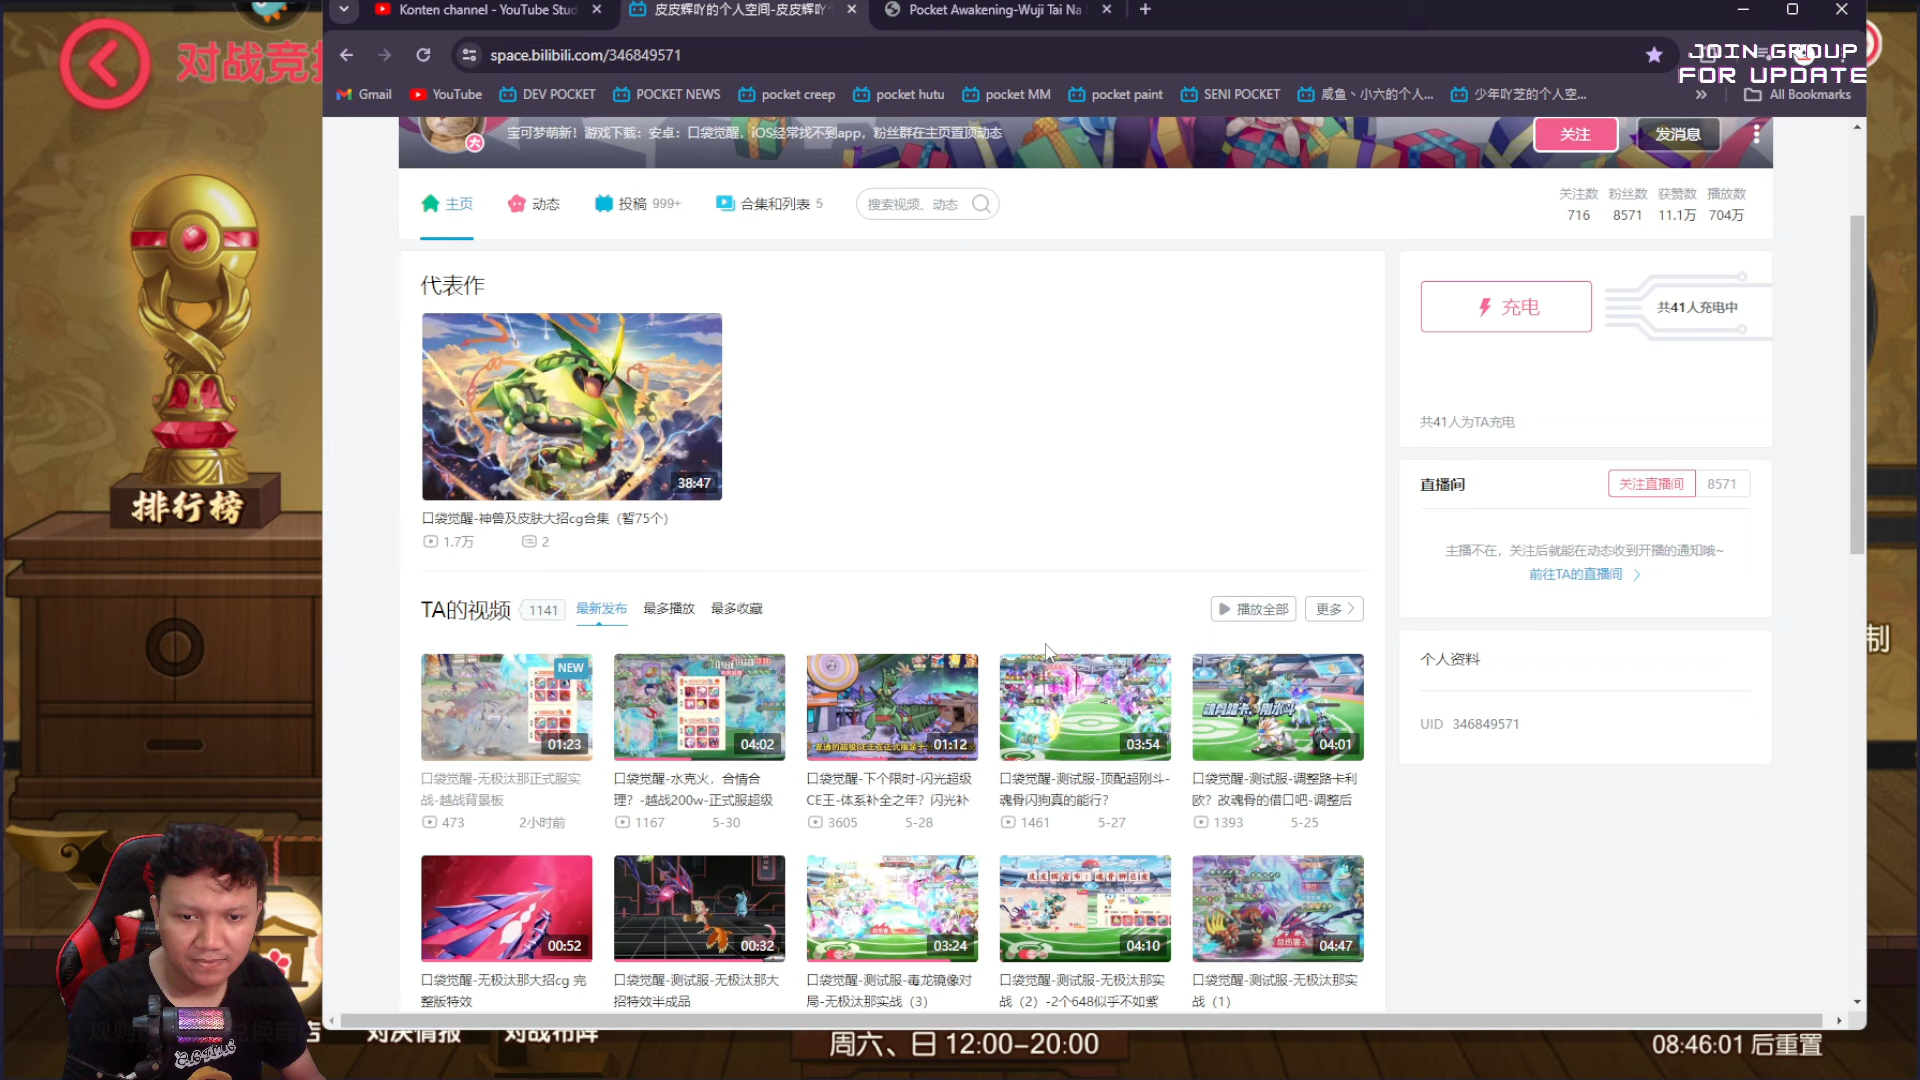 Konten channel - YouTube Stud
皮皮辉吖的个人空间-皮皮辉吖
Pocket Awakening-Wuji Tai Na
对战竞
space.bilibili.com/346849571
JOIN GROUP
FOR UPDATE
Gmail
YouTube
DEV POCKET
POCKET NEWS
pocket creep
pocket hutu
pocket MM
pocket paint
SENI POCKET
咸鱼丶小六的个人...
少年吖芝的个人空...
All Bookmarks
大
宝可梦萌新！游戏下载：安卓：口袋觉醒，iOS经常找不到app，粉丝群在主页置顶动态
关注
发消息
主页
动态
投稿 999+
合集和列表 5
搜索视频、动态
关注数 粉丝数 获赞数 播放数
716 8571 11.1万 704万
代表作
38:47
口袋觉醒-神兽及皮肤大招cg合集（暂75个）
1.7万 2
充电
共41人充电中
共41人为TA充电
直播间
关注直播间 8571
主播不在，关注后就能在动态收到开播的通知哦~
前往TA的直播间
个人资料
UID 346849571
TA的视频 1141
最新发布
最多播放
最多收藏
播放全部
更多
NEW
01:23
04:02
01:12
03:54
魂骨路卡，刚水斗
04:01
口袋觉醒-无极汰那正式服实
战-越战背景板
473 2小时前
口袋觉醒-水克火，合情合
理？-越战200w-正式服超级
1167 5-30
口袋觉醒-下个限时-闪光超级
CE王-体系补全之年？闪光补
3605 5-28
口袋觉醒-测试服-顶配超刚斗-
魂骨闪狗真的能行？
1461 5-27
口袋觉醒-测试服-调整路卡利
欧？改魂骨的借口吧-调整后
1393 5-25
00:52
00:32
03:24
04:10
总伤害:
04:47
口袋觉醒-无极汰那大招cg 完
整版特效
口袋觉醒-测试服-无极汰那大
招特效半成品
口袋觉醒-测试服-毒龙镜像对
局-无极汰那实战（3）
口袋觉醒-测试服-无极汰那实
战（2）-2个648似乎不如紫
口袋觉醒-测试服-无极汰那实
战（1）
排行榜
制
对决情报
对战布阵
周六、日 12:00-20:00
08:46:01 后重置